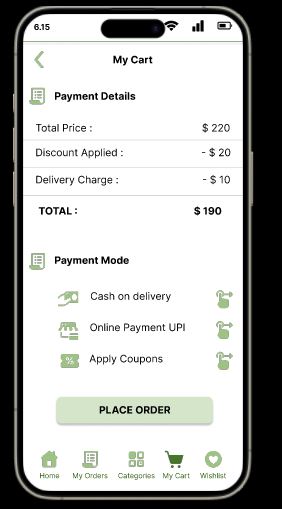 6.15
My Cart
Payment Details
Total Price : $ 220
Discount Applied : - $ 20
Delivery Charge : - $ 10
TOTAL : $ 190
Payment Mode
Cash on delivery
Online Payment UPI
% Apply Coupons
PLACE ORDER
Home My Orders Categories My Cart Wishlist